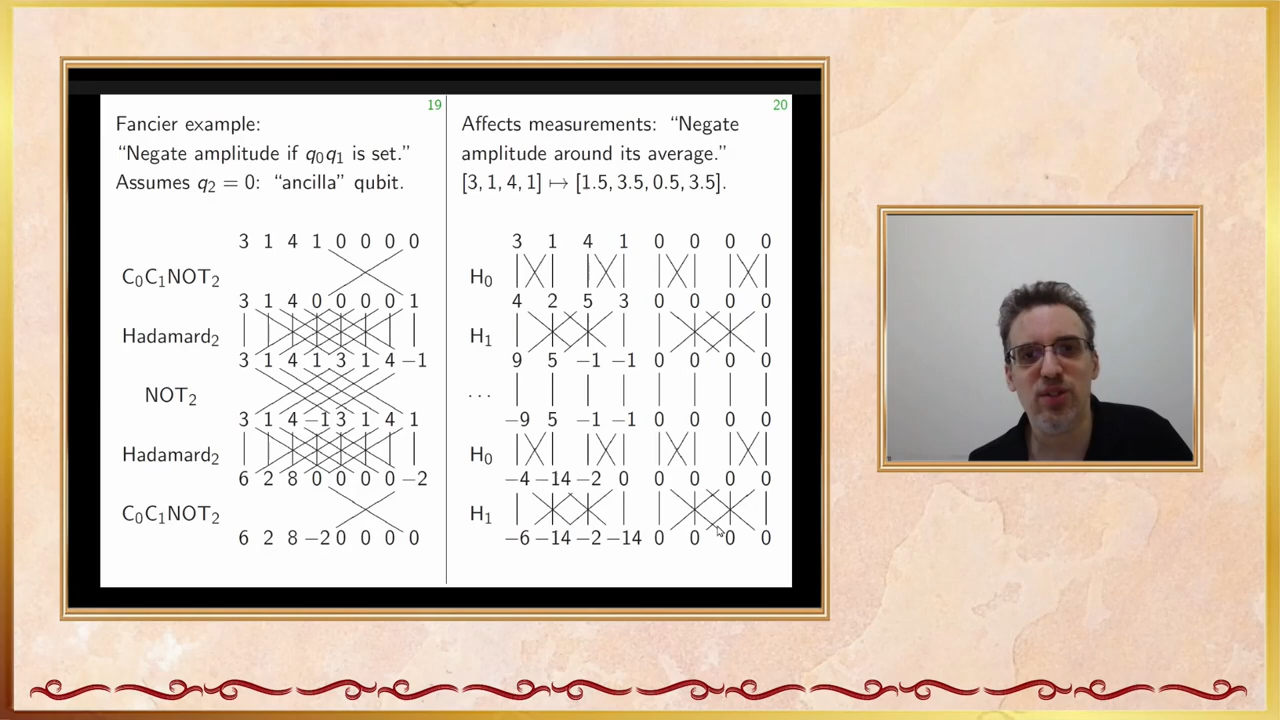 19
Fancier example:
“Negate amplitude if q₀q₁ is set.”
Assumes q₂ = 0: “ancilla” qubit.
3 1 4 1 0 0 0 0
C₀C₁NOT₂
3 1 4 0 0 0 0 1
Hadamard₂
3 1 4 1 3 1 4 −1
NOT₂
3 1 4 −1 3 1 4 1
Hadamard₂
6 2 8 0 0 0 0 −2
C₀C₁NOT₂
6 2 8 −2 0 0 0 0
20
Affects measurements: “Negate
amplitude around its average.”
[3, 1, 4, 1] ↦ [1.5, 3.5, 0.5, 3.5].
3 1 4 1 0 0 0 0
H₀
4 2 5 3 0 0 0 0
H₁
9 5 −1 −1 0 0 0 0
...
−9 5 −1 −1 0 0 0 0
H₀
−4 −14 −2 0 0 0 0 0
H₁
−6 −14 −2 −14 0 0 0 0